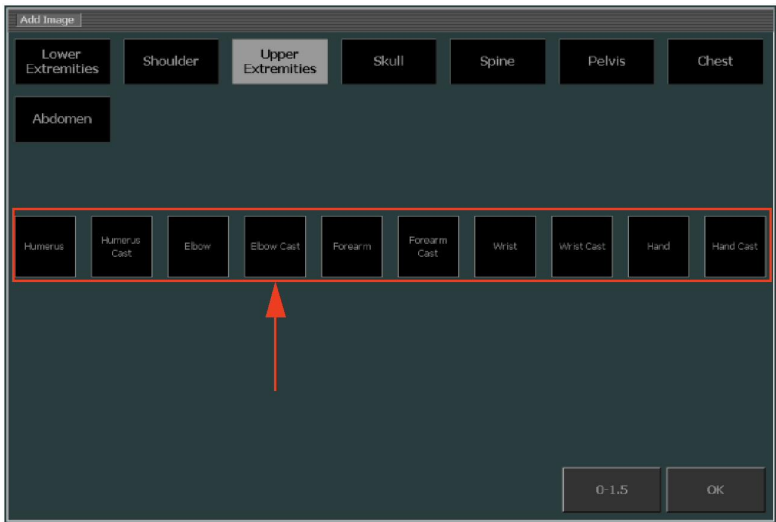 Add Image
Lower
Extremities
Shoulder
Upper
Extremities
Skull
Spine
Pelvis
Chest
Abdomen
Humerus
Humerus
Cast
Elbow
Elbow Cast
Forearm
Forearm
Cast
Wrist
Wrist Cast
Hand
Hand Cast
0-1.5
OK